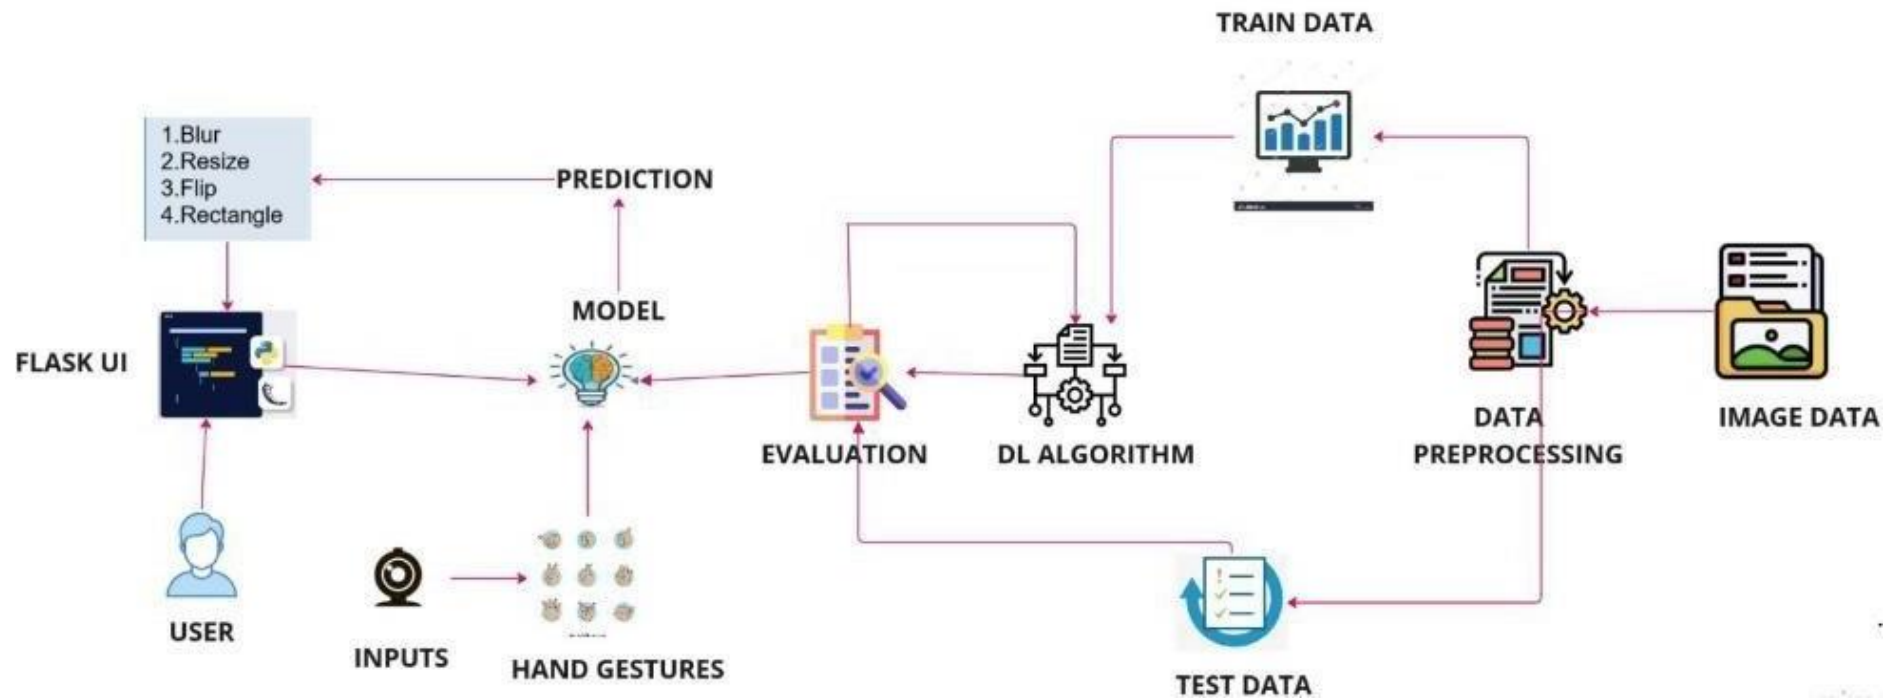 TRAIN DATA
1.Blur
2.Resize
3.Flip
4.Rectangle
PREDICTION
MODEL
FLASK UI
EVALUATION
DL ALGORITHM
DATA
PREPROCESSING
IMAGE DATA
USER
INPUTS
HAND GESTURES
TEST DATA